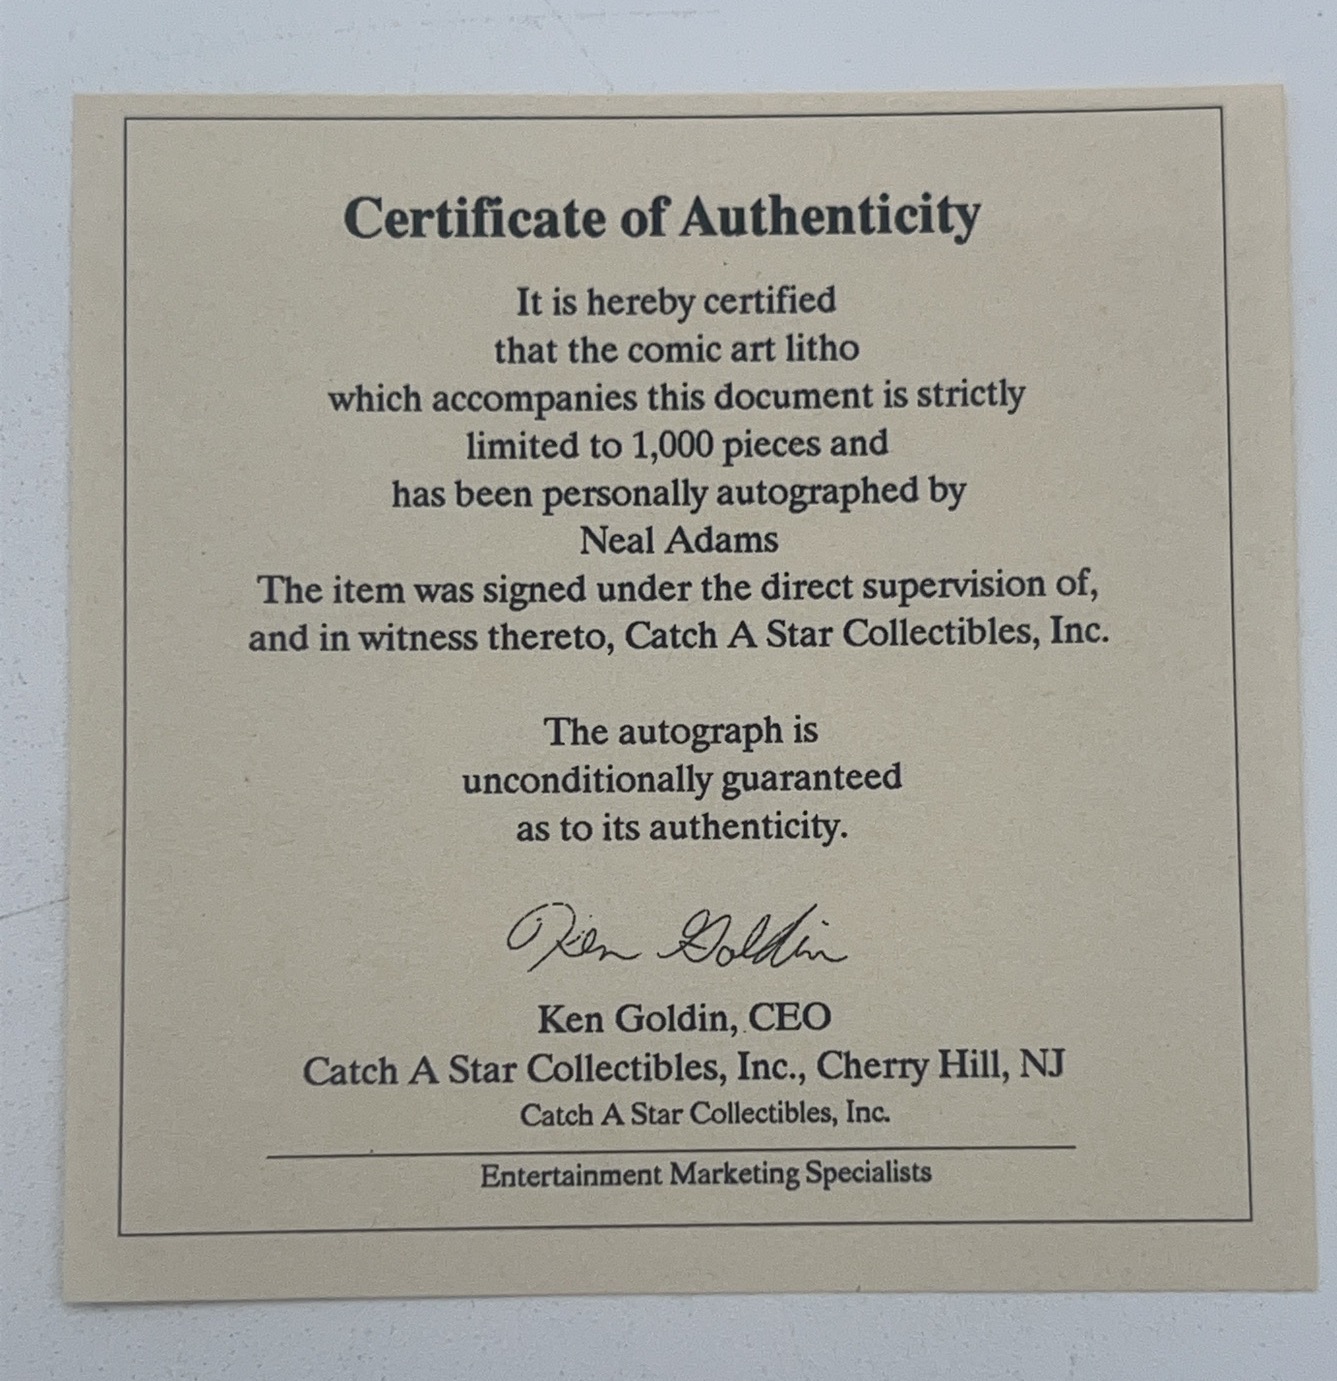 Certificate of Authenticity
It is hereby certified
that the comic art litho
which accompanies this document is strictly
limited to 1,000 pieces and
has been personally autographed by
Neal Adams
The item was signed under the direct supervision of,
and in witness thereto, Catch A Star Collectibles, Inc.
The autograph is
unconditionally guaranteed
as to its authenticity.
Ken Goldin
Ken Goldin, CEO
Catch A Star Collectibles, Inc., Cherry Hill, NJ
Catch A Star Collectibles, Inc.
Entertainment Marketing Specialists